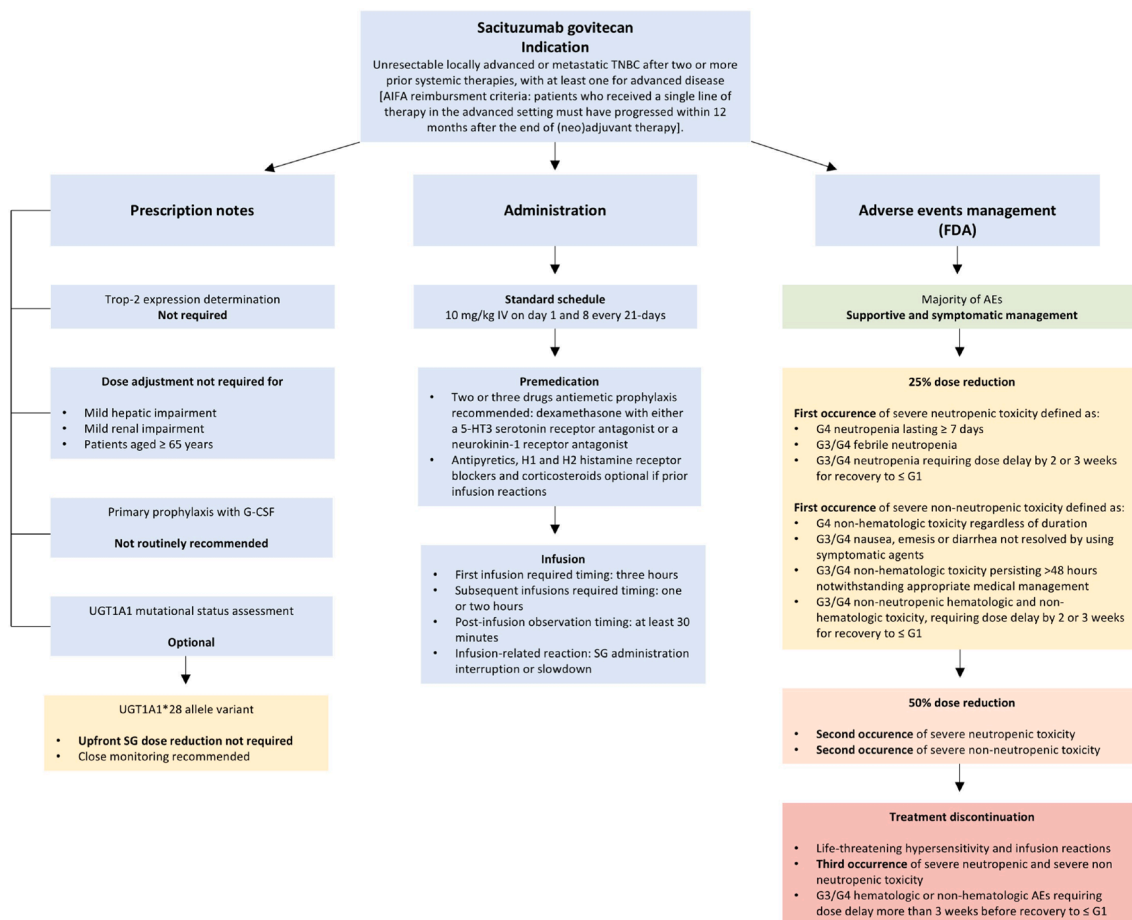 Sacituzumab govitecan
Indication
Unresectable locally advanced or metastatic TNBC after two or more
prior systemic therapies, with at least one for advanced disease
[AIFA reimbursment criteria: patients who received a single line of
therapy in the advanced setting must have progressed within 12
months after the end of (neo)adjuvant therapy].
Prescription notes
Trop-2 expression determination
Not required
Dose adjustment not required for
• Mild hepatic impairment
• Mild renal impairment
• Patients aged ≥ 65 years
Primary prophylaxis with G-CSF
Not routinely recommended
UGT1A1 mutational status assessment
Optional
UGT1A1*28 allele variant
• Upfront SG dose reduction not required
• Close monitoring recommended
Administration
Standard schedule
10 mg/kg IV on day 1 and 8 every 21-days
Premedication
• Two or three drugs antiemetic prophylaxis
recommended: dexamethasone with either
a 5-HT3 serotonin receptor antagonist or a
neurokinin-1 receptor antagonist
• Antipyretics, H1 and H2 histamine receptor
blockers and corticosteroids optional if prior
infusion reactions
Infusion
• First infusion required timing: three hours
• Subsequent infusions required timing: one
or two hours
• Post-infusion observation timing: at least 30
minutes
• Infusion-related reaction: SG administration
interruption or slowdown
Adverse events management
(FDA)
Majority of AEs
Supportive and symptomatic management
25% dose reduction
First occurence of severe neutropenic toxicity defined as:
• G4 neutropenia lasting ≥ 7 days
• G3/G4 febrile neutropenia
• G3/G4 neutropenia requiring dose delay by 2 or 3 weeks
for recovery to ≤ G1
First occurence of severe non-neutropenic toxicity defined as:
• G4 non-hematologic toxicity regardless of duration
• G3/G4 nausea, emesis or diarrhea not resolved by using
symptomatic agents
• G3/G4 non-hematologic toxicity persisting >48 hours
notwithstanding appropriate medical management
• G3/G4 non-neutropenic hematologic and non-
hematologic toxicity, requiring dose delay by 2 or 3 weeks
for recovery to ≤ G1
50% dose reduction
• Second occurence of severe neutropenic toxicity
• Second occurence of severe non-neutropenic toxicity
Treatment discontinuation
• Life-threatening hypersensitivity and infusion reactions
• Third occurrence of severe neutropenic and severe non
neutropenic toxicity
• G3/G4 hematologic or non-hematologic AEs requiring
dose delay more than 3 weeks before recovery to ≤ G1